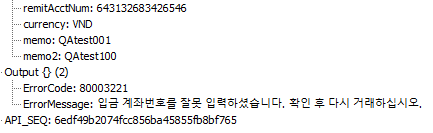 remitAcctNum: 643132683426546
currency: VND
memo: QAtest001
memo2: QAtest100
Output {} (2)
ErrorCode: 80003221
ErrorMessage: 입금 계좌번호를 잘못 입력하셨습니다. 확인 후 다시 거래하십시오.
API_SEQ: 6edf49b2074fcc856ba45855fb8bf765